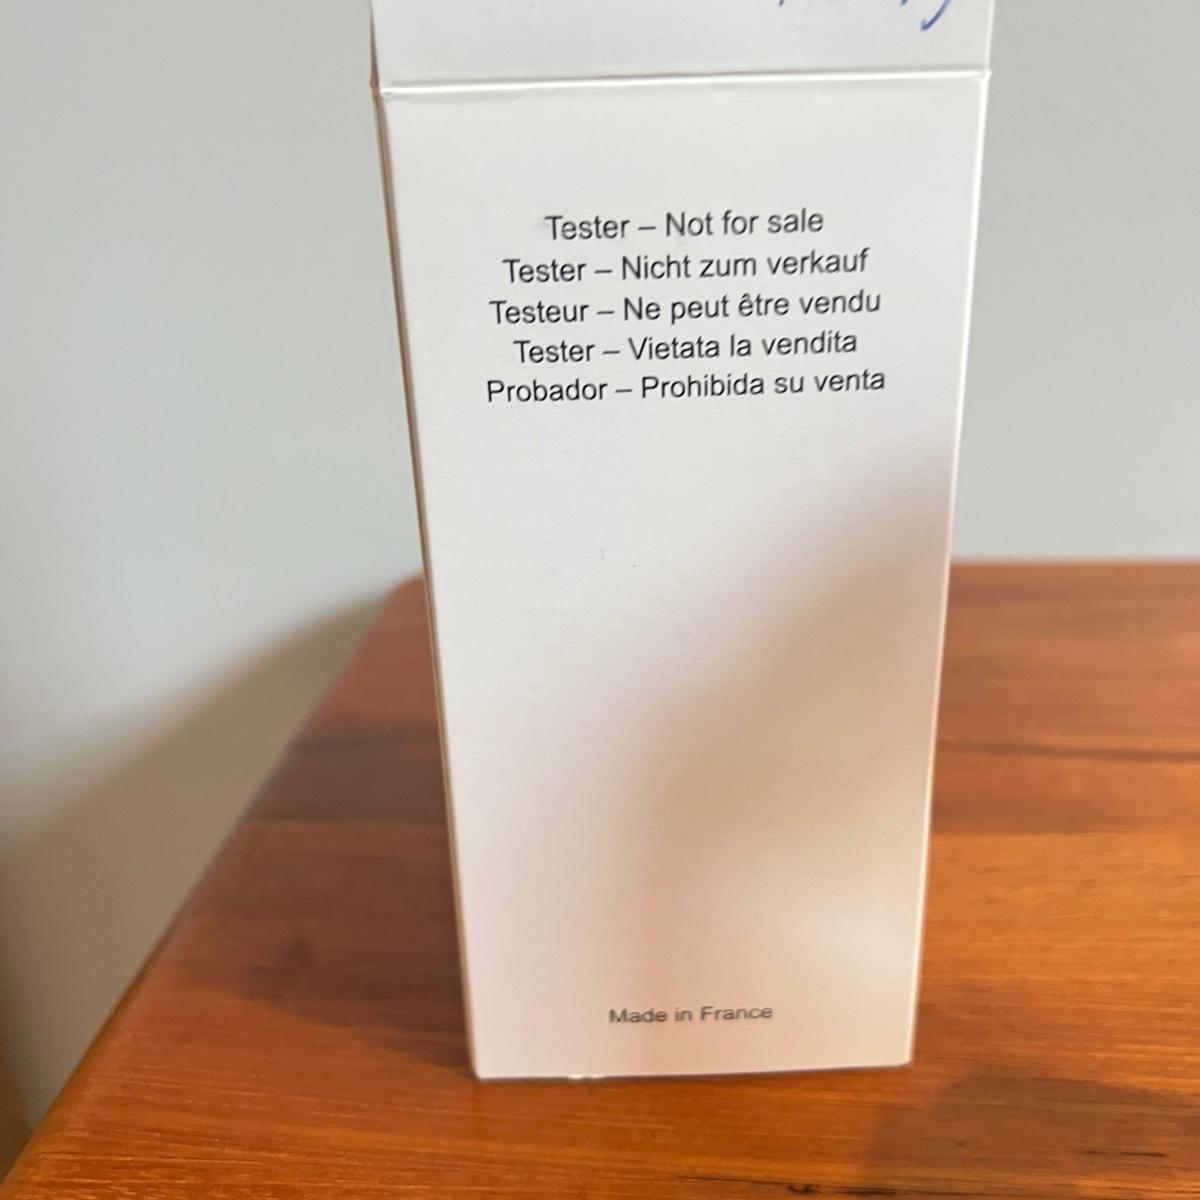 Tester – Not for sale
Tester – Nicht zum verkauf
Testeur – Ne peut être vendu
Tester – Vietata la vendita
Probador – Prohibida su venta
Made in France